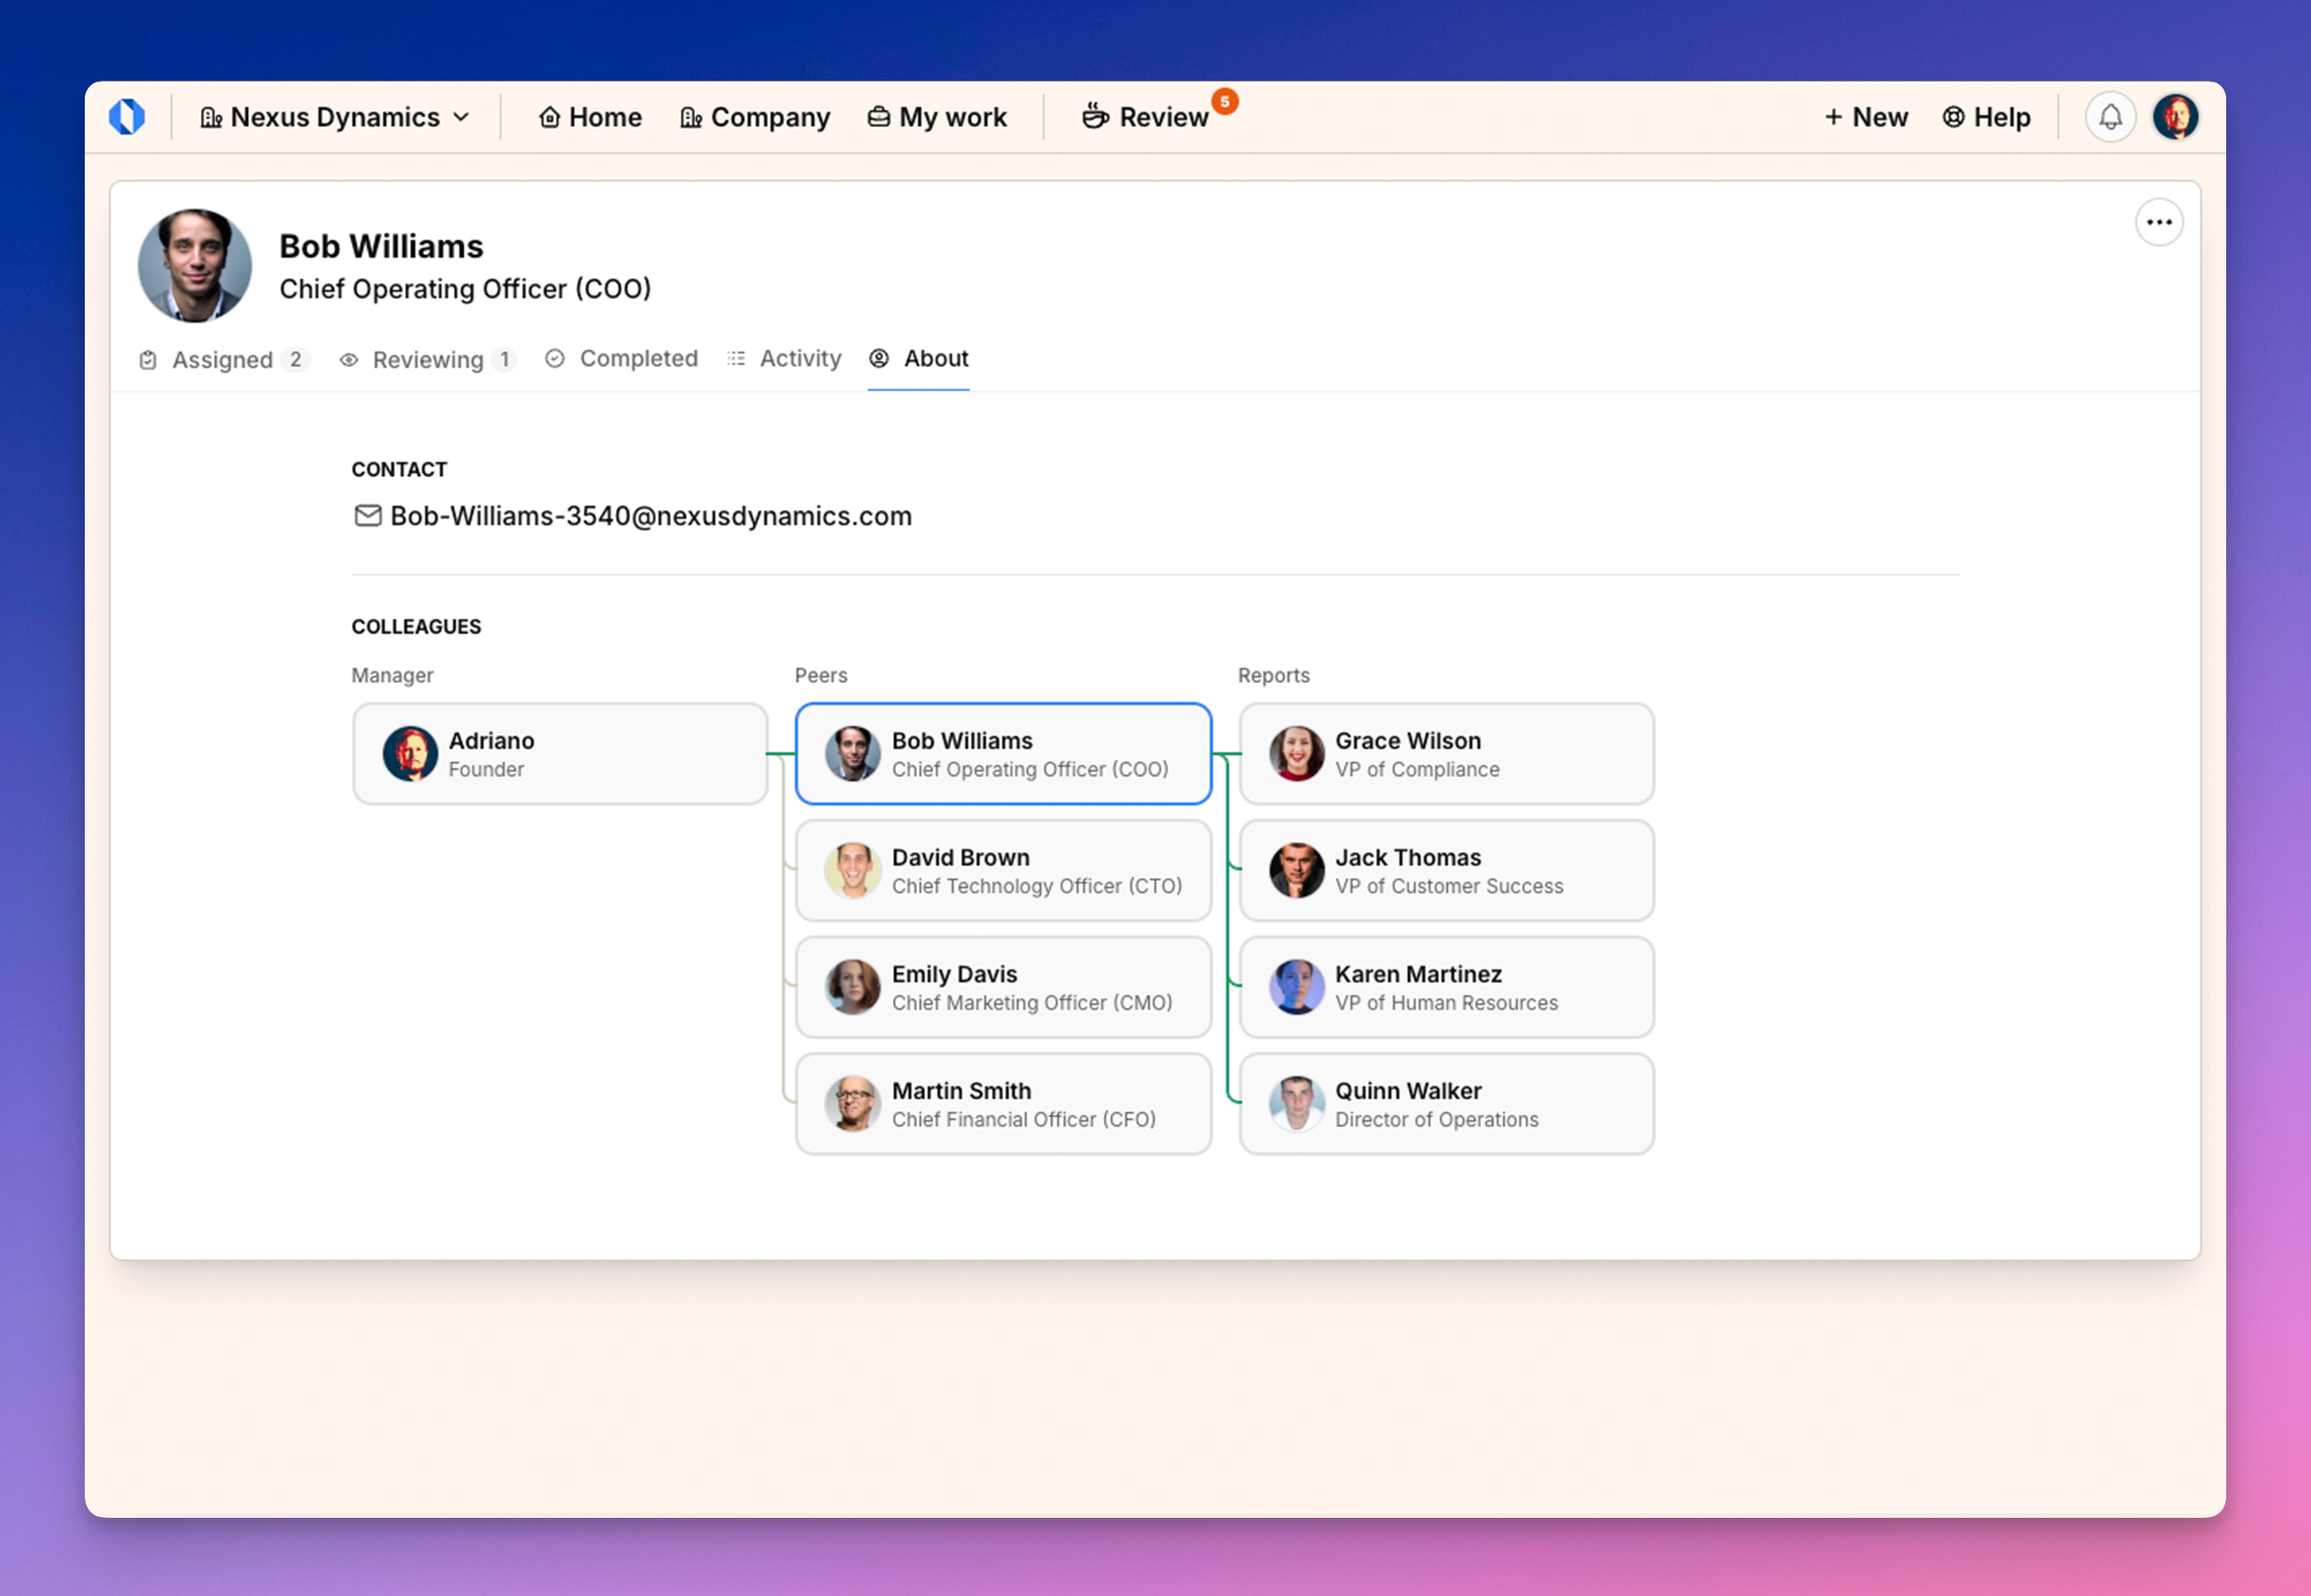 Nexus Dynamics Home Company My work Review 5 + New Help
Bob Williams
Chief Operating Officer (COO)
Assigned 2 Reviewing 1 Completed Activity About
CONTACT
Bob-Williams-3540@nexusdynamics.com
COLLEAGUES
Manager
Adriano
Founder
Peers
Bob Williams
Chief Operating Officer (COO)
David Brown
Chief Technology Officer (CTO)
Emily Davis
Chief Marketing Officer (CMO)
Martin Smith
Chief Financial Officer (CFO)
Reports
Grace Wilson
VP of Compliance
Jack Thomas
VP of Customer Success
Karen Martinez
VP of Human Resources
Quinn Walker
Director of Operations